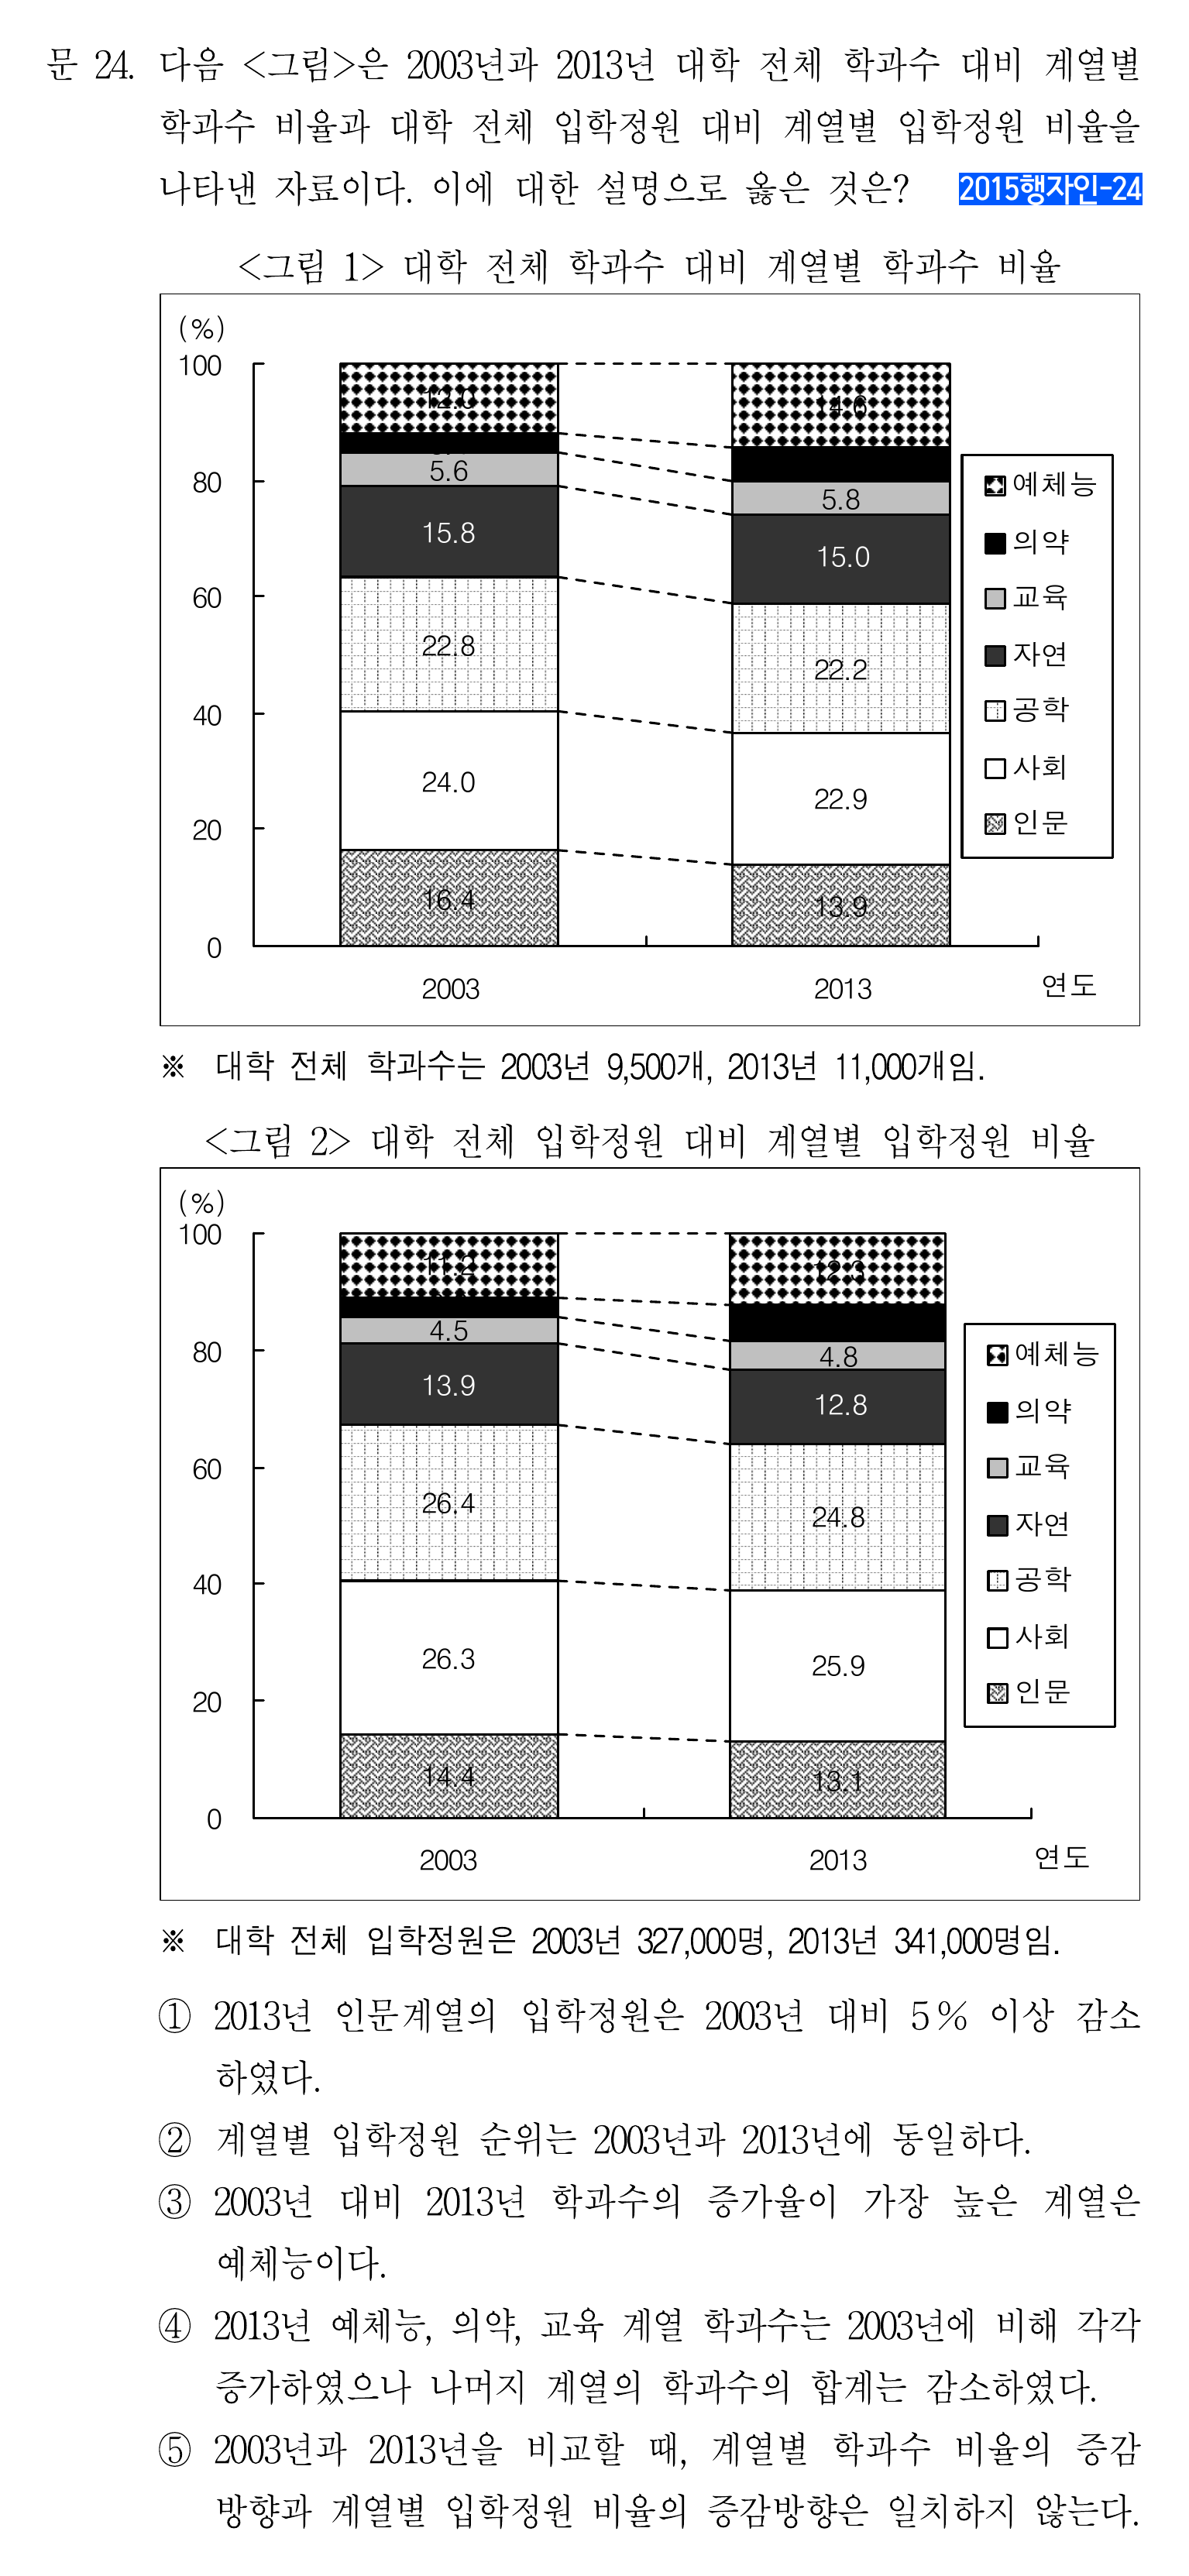 문 24. 다음 <그림>은 2003년과 2013년 대학 전체 학과수 대비 계열별
학과수 비율과 대학 전체 입학정원 대비 계열별 입학정원 비율을
나타낸 자료이다. 이에 대한 설명으로 옳은 것은? 2015행자인-24
<그림 1> 대학 전체 학과수 대비 계열별 학과수 비율
(%)
100
80
60
40
20
0
12.0
5.6
15.8
22.8
24.0
16.4
14.6
5.8
15.0
22.2
22.9
13.9
예체능
의약
교육
자연
공학
사회
인문
2003
2013
연도
※ 대학 전체 학과수는 2003년 9,500개, 2013년 11,000개임.
<그림 2> 대학 전체 입학정원 대비 계열별 입학정원 비율
(%)
100
80
60
40
20
0
11.2
4.5
13.9
26.4
26.3
14.4
12.3
4.8
12.8
24.8
25.9
13.1
예체능
의약
교육
자연
공학
사회
인문
2003
2013
연도
※ 대학 전체 입학정원은 2003년 327,000명, 2013년 341,000명임.
① 2013년 인문계열의 입학정원은 2003년 대비 5% 이상 감소
하였다.
② 계열별 입학정원 순위는 2003년과 2013년에 동일하다.
③ 2003년 대비 2013년 학과수의 증가율이 가장 높은 계열은
예체능이다.
④ 2013년 예체능, 의약, 교육 계열 학과수는 2003년에 비해 각각
증가하였으나 나머지 계열의 학과수의 합계는 감소하였다.
⑤ 2003년과 2013년을 비교할 때, 계열별 학과수 비율의 증감
방향과 계열별 입학정원 비율의 증감방향은 일치하지 않는다.